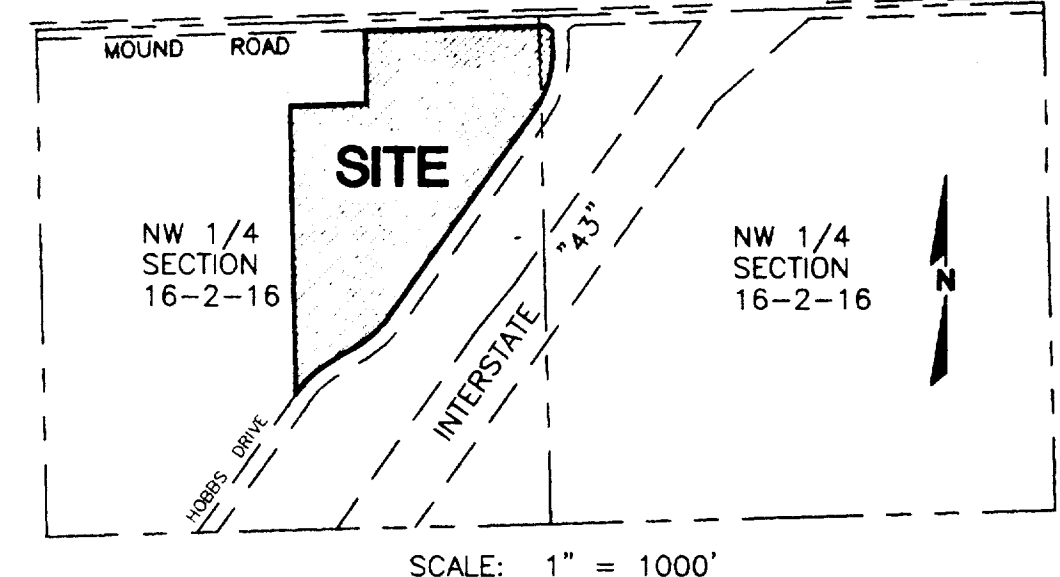 MOUND ROAD
SITE
NW 1/4
SECTION
16-2-16
NW 1/4
SECTION
16-2-16
N
"43"
INTERSTATE
HOBBS DRIVE
SCALE: 1" = 1000'